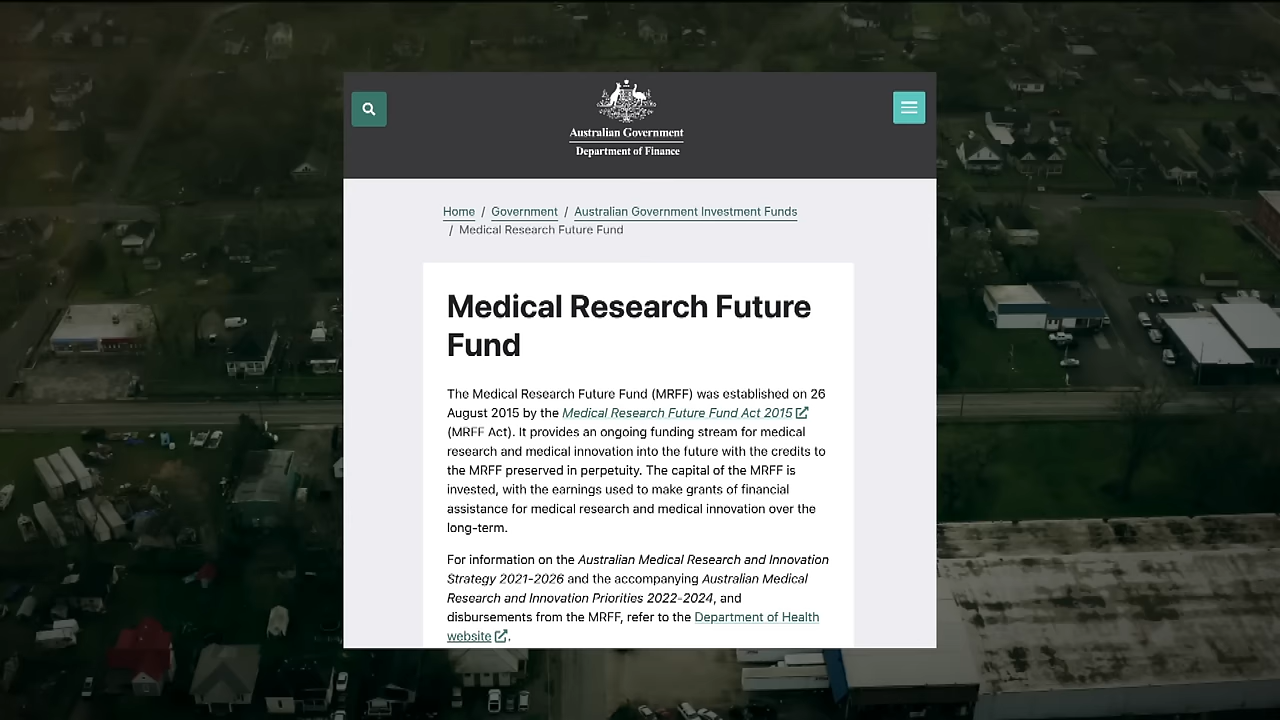 Australian Government
Department of Finance
Home / Government / Australian Government Investment Funds
/ Medical Research Future Fund
Medical Research Future
Fund
The Medical Research Future Fund (MRFF) was established on 26
August 2015 by the Medical Research Future Fund Act 2015
(MRFF Act). It provides an ongoing funding stream for medical
research and medical innovation into the future with the credits to
the MRFF preserved in perpetuity. The capital of the MRFF is
invested, with the earnings used to make grants of financial
assistance for medical research and medical innovation over the
long-term.
For information on the Australian Medical Research and Innovation
Strategy 2021-2026 and the accompanying Australian Medical
Research and Innovation Priorities 2022-2024, and
disbursements from the MRFF, refer to the Department of Health
website.